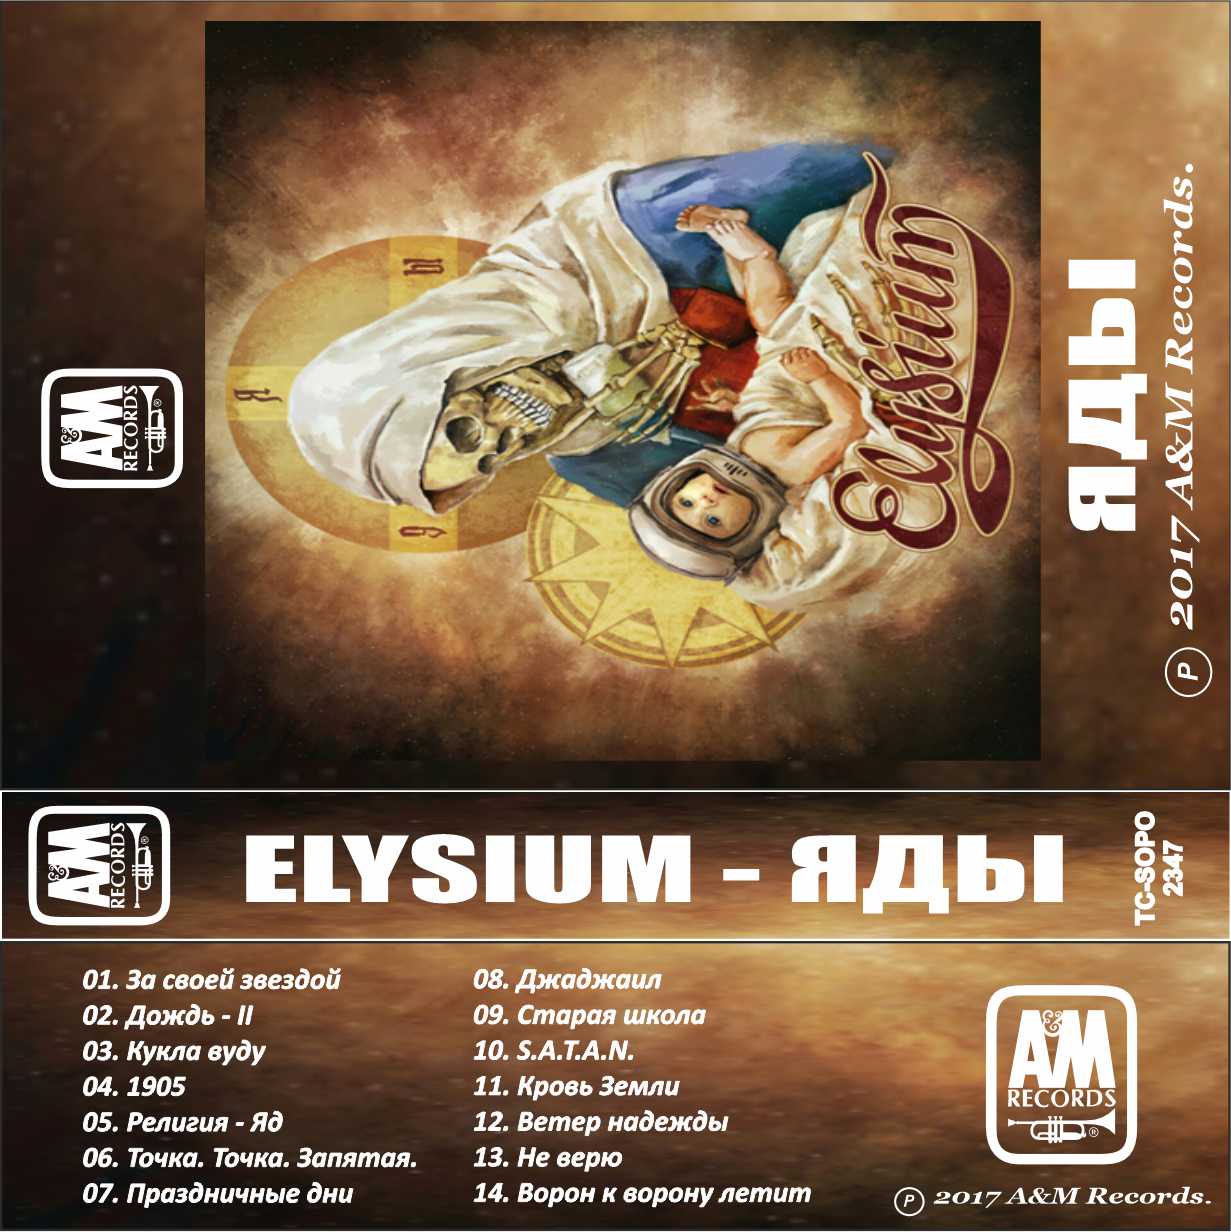 Elysium
Ъ
Ы
Ь
A&M
RECORDS
®
ЯДЫ
Ⓟ 2017 A&M Records.
A&M
RECORDS
®
ELYSIUM - ЯДЫ
TC-SOPO
2347
01. За своей звездой
02. Дождь - II
03. Кукла вуду
04. 1905
05. Религия - Яд
06. Точка. Точка. Запятая.
07. Праздничные дни
08. Джаджаил
09. Старая школа
10. S.A.T.A.N.
11. Кровь Земли
12. Ветер надежды
13. Не верю
14. Ворон к ворону летит
A&M
RECORDS
®
Ⓟ 2017 A&M Records.